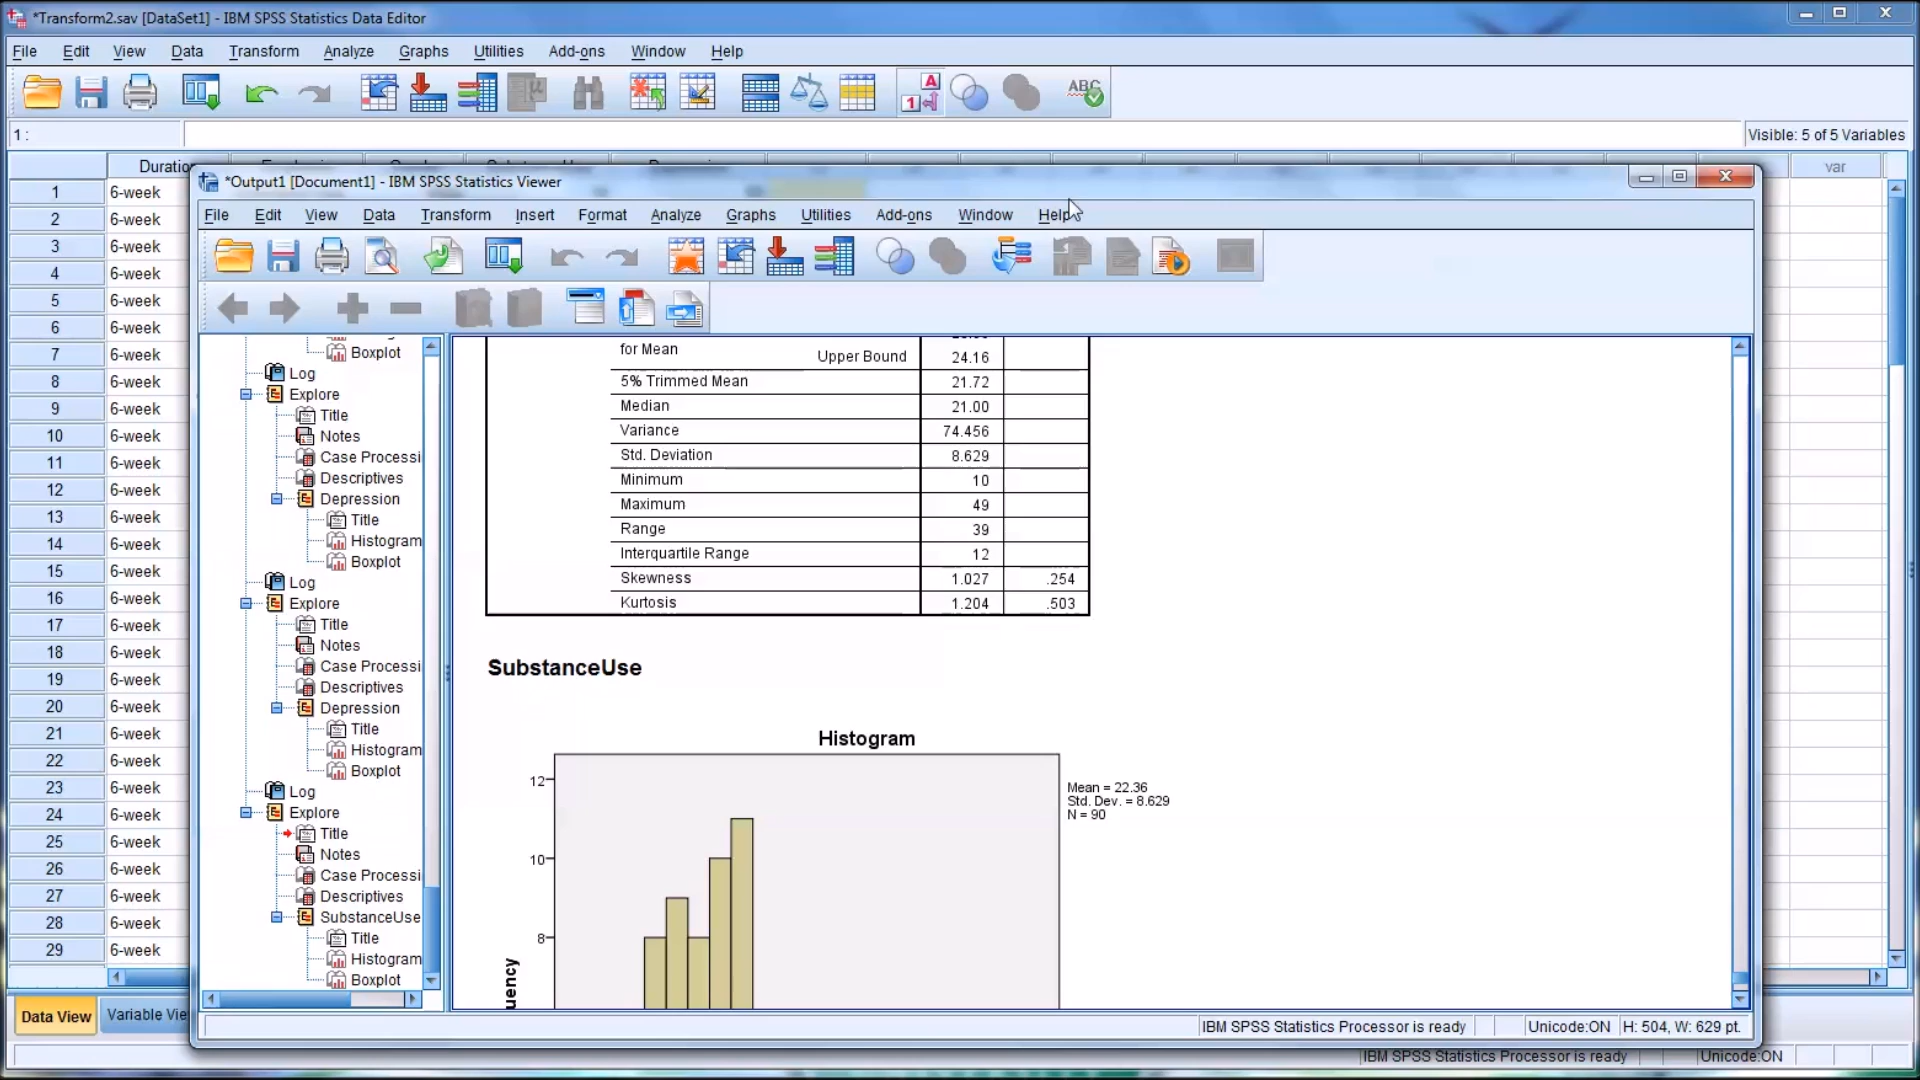 *Transform2.sav [DataSet1] - IBM SPSS Statistics Data Editor
File Edit View Data Transform Analyze Graphs Utilities Add-ons Window Help
1 :
Visible: 5 of 5 Variables
var
1 6-week
2 6-week
3 6-week
4 6-week
5 6-week
6 6-week
7 6-week
8 6-week
9 6-week
10 6-week
11 6-week
12 6-week
13 6-week
14 6-week
15 6-week
16 6-week
17 6-week
18 6-week
19 6-week
20 6-week
21 6-week
22 6-week
23 6-week
24 6-week
25 6-week
26 6-week
27 6-week
28 6-week
29 6-week
Data View Variable Vie
*Output1 [Document1] - IBM SPSS Statistics Viewer
File Edit View Data Transform Insert Format Analyze Graphs Utilities Add-ons Window Help
Boxplot
Log
Explore
Title
Notes
Case Processi
Descriptives
Depression
Title
Histogram
Boxplot
Log
Explore
Title
Notes
Case Processi
Descriptives
Depression
Title
Histogram
Boxplot
Log
Explore
Title
Notes
Case Processi
Descriptives
SubstanceUse
Title
Histogram
Boxplot
for Mean Upper Bound 24.16
5% Trimmed Mean 21.72
Median 21.00
Variance 74.456
Std. Deviation 8.629
Minimum 10
Maximum 49
Range 39
Interquartile Range 12
Skewness 1.027 .254
Kurtosis 1.204 .503
SubstanceUse
Histogram
12
10
8
uency
Mean = 22.36
Std. Dev. = 8.629
N = 90
IBM SPSS Statistics Processor is ready Unicode:ON H: 504, W: 629 pt.
IBM SPSS Statistics Processor is ready Unicode:ON